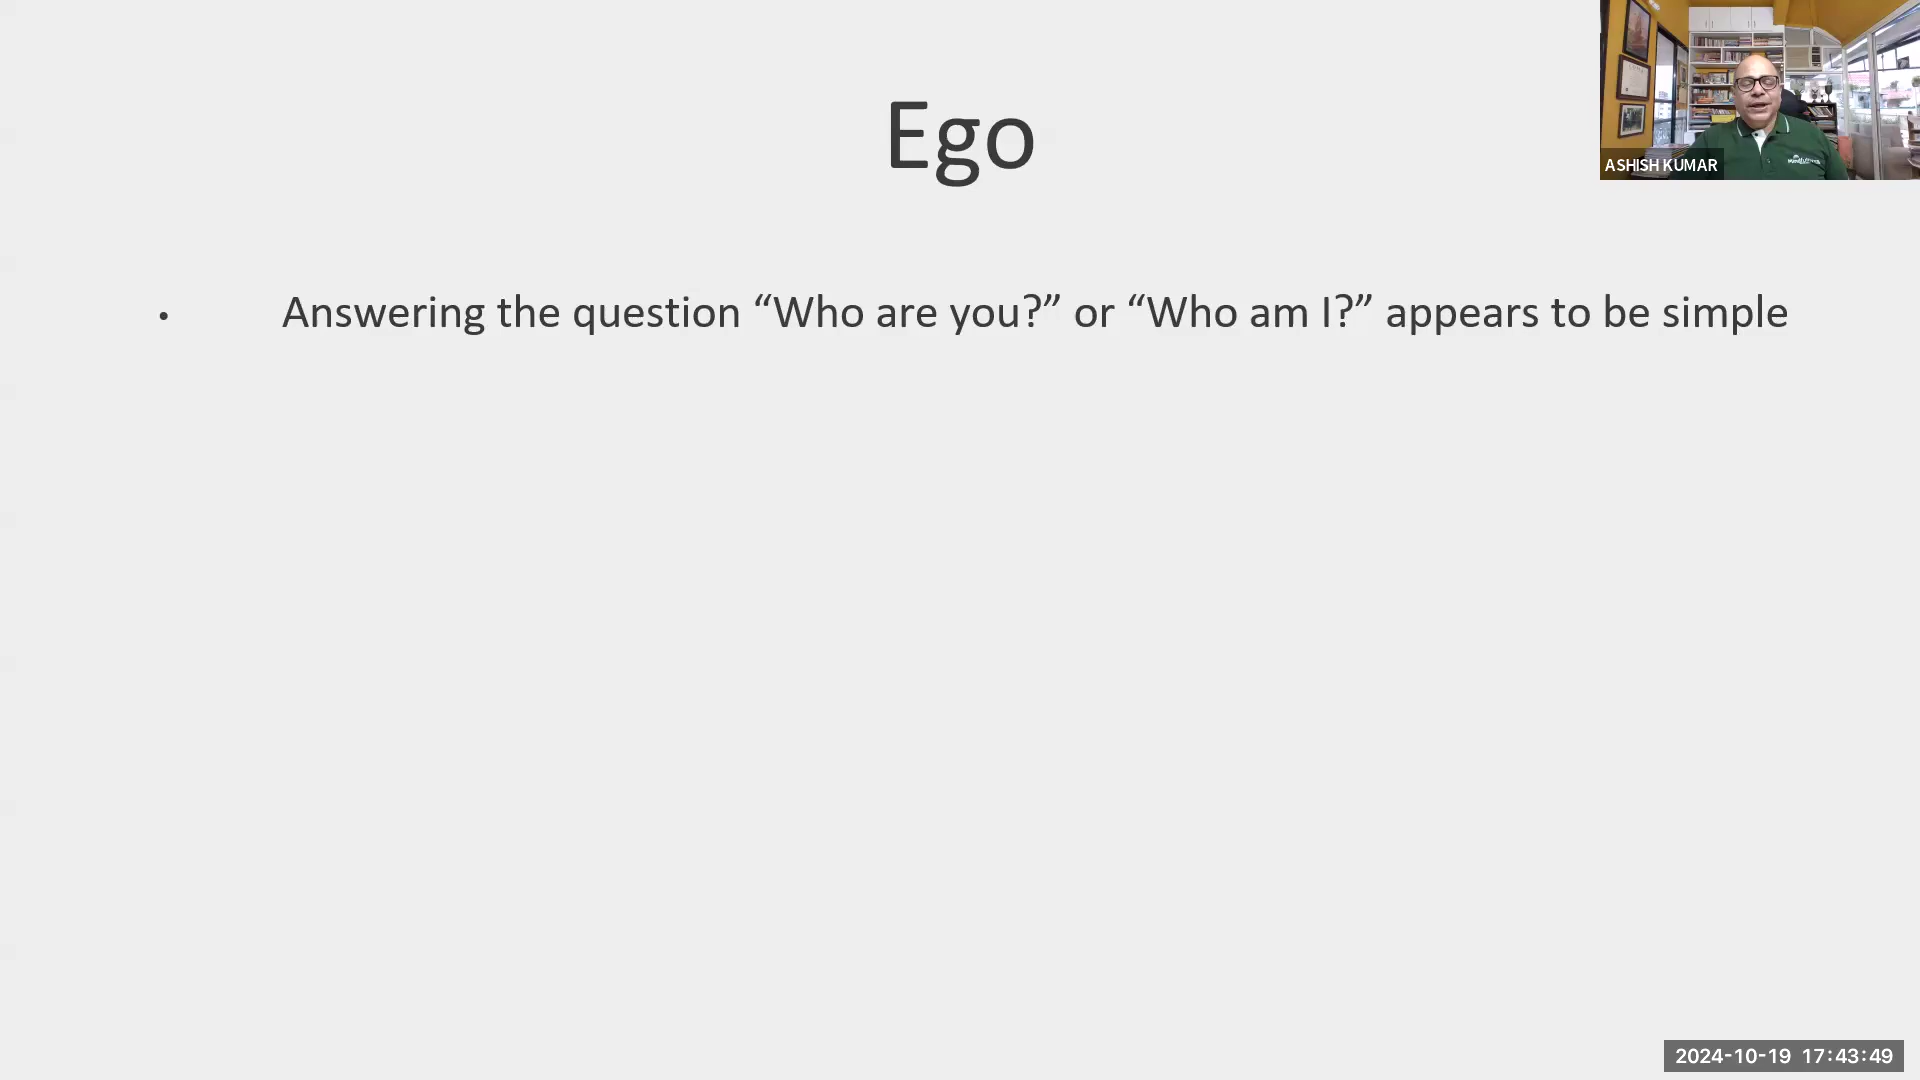 Ego
ASHISH KUMAR
• Answering the question “Who are you?” or “Who am I?” appears to be simple
2024-10-19 17:43:49